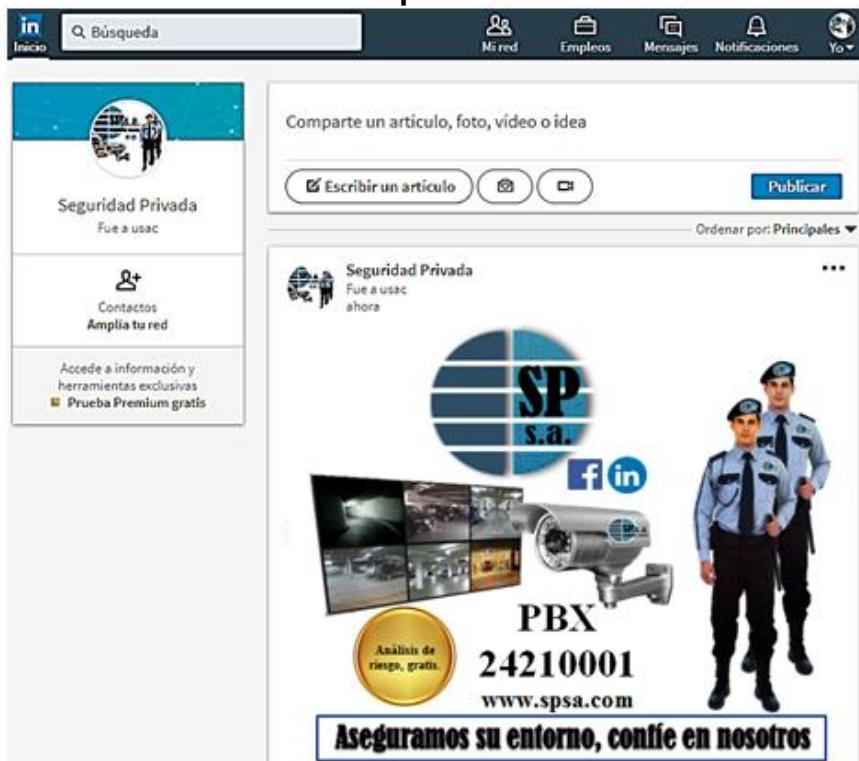 in
Inicio
Búsqueda
Mi red
Empleos
Mensajes
Notificaciones
Yo
Seguridad Privada
Fue a usac
Contactos
Amplía tu red
Accede a información y
herramientas exclusivas
Prueba Premium gratis
Comparte un artículo, foto, vídeo o idea
Escribir un artículo
Publicar
Ordenar por: Principales
Seguridad Privada
Fue a usac
ahora
SP
s.a.
f in
SP s.a
Análisis de
riesgo, gratis.
PBX
24210001
www.spsa.com
Aseguramos su entorno, confíe en nosotros